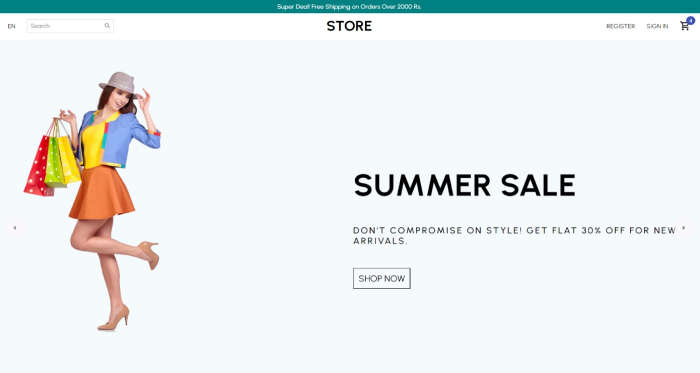 Super Deal! Free Shipping on Orders Over 2000 Rs.
EN
Search
STORE
REGISTER
SIGN IN
4
SUMMER SALE
DON'T COMPROMISE ON STYLE! GET FLAT 30% OFF FOR NEW
ARRIVALS.
SHOP NOW